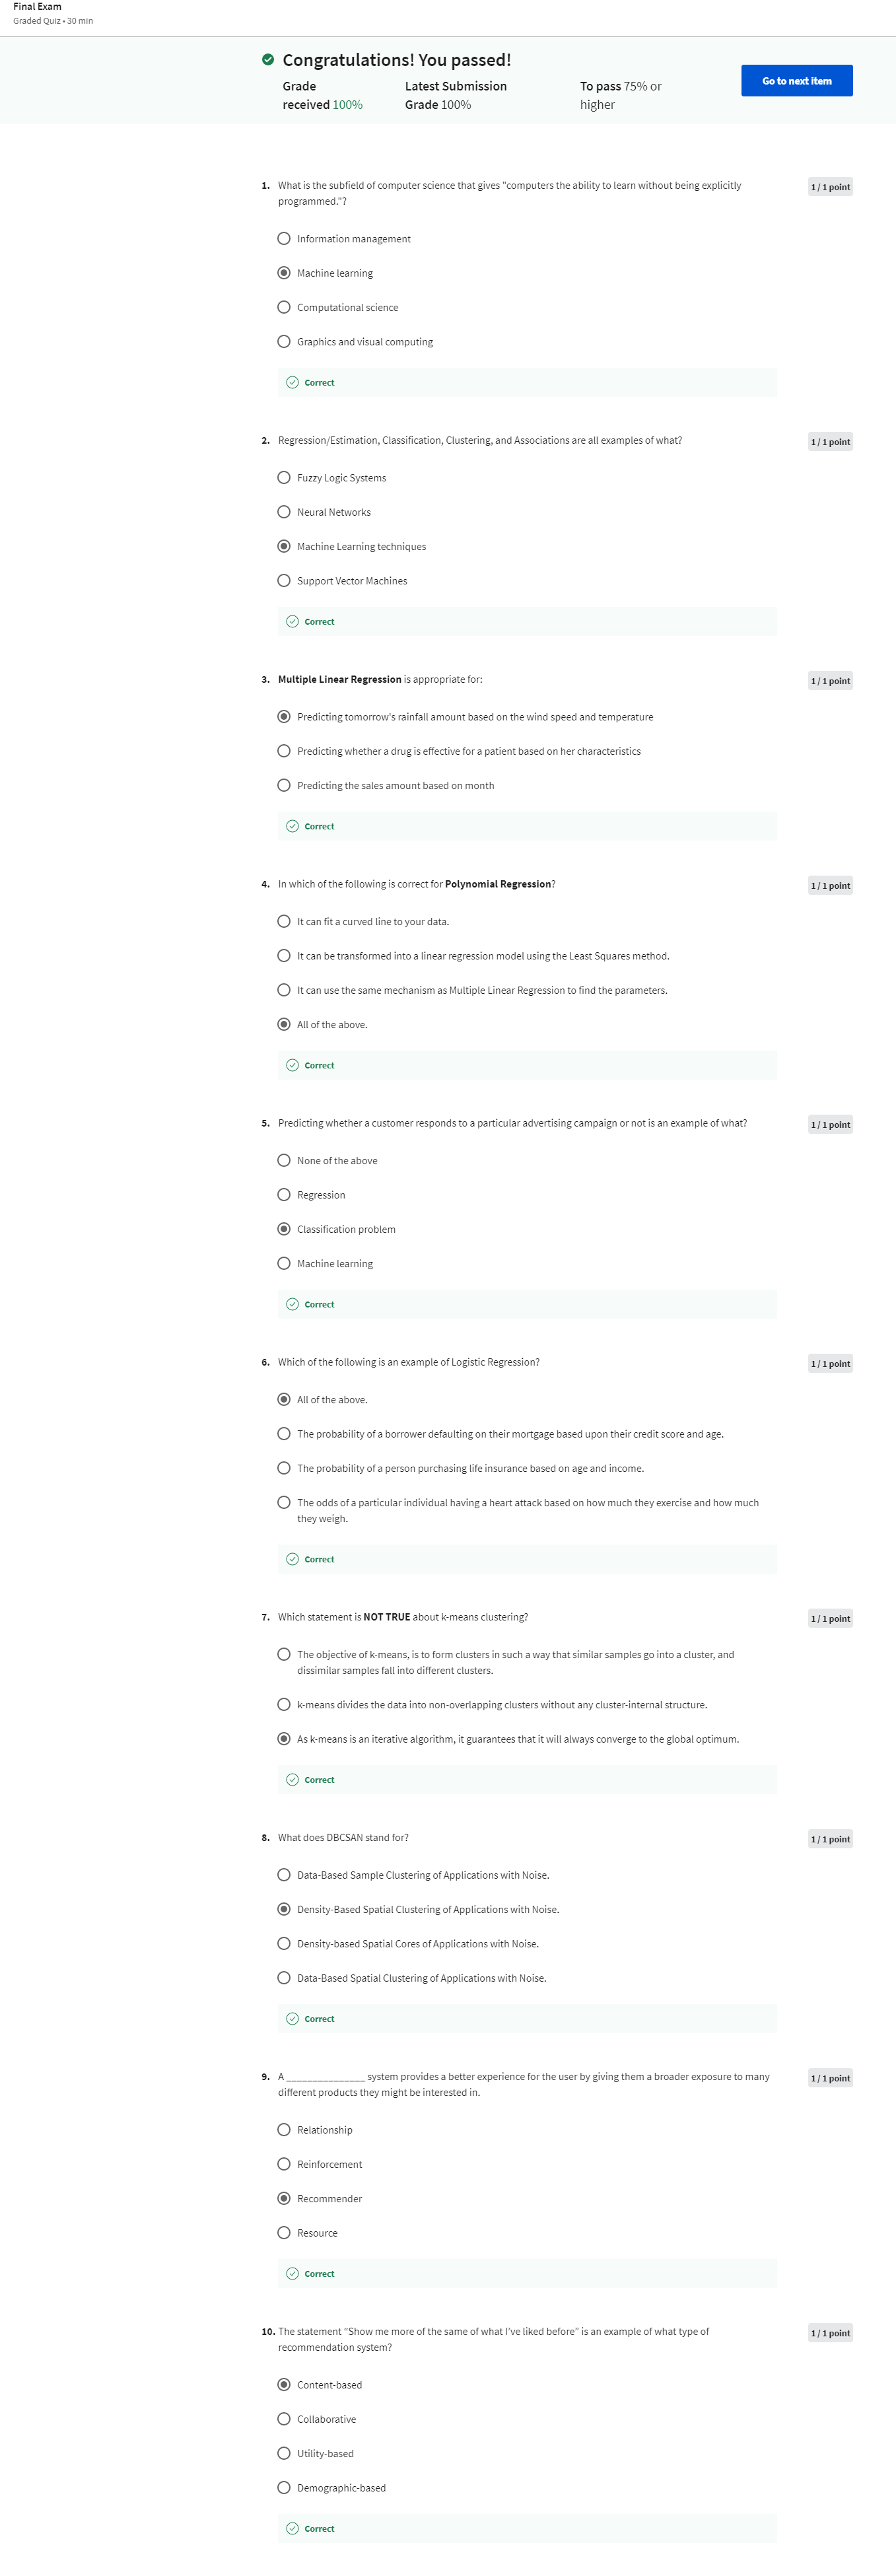 Final Exam
Graded Quiz • 30 min
Congratulations! You passed!
Grade
received 100%
Latest Submission
Grade 100%
To pass 75% or
higher
Go to next item
1. What is the subfield of computer science that gives "computers the ability to learn without being explicitly
programmed."?
1 / 1 point
Information management
Machine learning
Computational science
Graphics and visual computing
Correct
2. Regression/Estimation, Classification, Clustering, and Associations are all examples of what?
1 / 1 point
Fuzzy Logic Systems
Neural Networks
Machine Learning techniques
Support Vector Machines
Correct
3. Multiple Linear Regression is appropriate for:
1 / 1 point
Predicting tomorrow's rainfall amount based on the wind speed and temperature
Predicting whether a drug is effective for a patient based on her characteristics
Predicting the sales amount based on month
Correct
4. In which of the following is correct for Polynomial Regression?
1 / 1 point
It can fit a curved line to your data.
It can be transformed into a linear regression model using the Least Squares method.
It can use the same mechanism as Multiple Linear Regression to find the parameters.
All of the above.
Correct
5. Predicting whether a customer responds to a particular advertising campaign or not is an example of what?
1 / 1 point
None of the above
Regression
Classification problem
Machine learning
Correct
6. Which of the following is an example of Logistic Regression?
1 / 1 point
All of the above.
The probability of a borrower defaulting on their mortgage based upon their credit score and age.
The probability of a person purchasing life insurance based on age and income.
The odds of a particular individual having a heart attack based on how much they exercise and how much
they weigh.
Correct
7. Which statement is NOT TRUE about k-means clustering?
1 / 1 point
The objective of k-means, is to form clusters in such a way that similar samples go into a cluster, and
dissimilar samples fall into different clusters.
k-means divides the data into non-overlapping clusters without any cluster-internal structure.
As k-means is an iterative algorithm, it guarantees that it will always converge to the global optimum.
Correct
8. What does DBCSAN stand for?
1 / 1 point
Data-Based Sample Clustering of Applications with Noise.
Density-Based Spatial Clustering of Applications with Noise.
Density-based Spatial Cores of Applications with Noise.
Data-Based Spatial Clustering of Applications with Noise.
Correct
9. A _______________ system provides a better experience for the user by giving them a broader exposure to many
different products they might be interested in.
1 / 1 point
Relationship
Reinforcement
Recommender
Resource
Correct
10. The statement “Show me more of the same of what I've liked before” is an example of what type of
recommendation system?
1 / 1 point
Content-based
Collaborative
Utility-based
Demographic-based
Correct